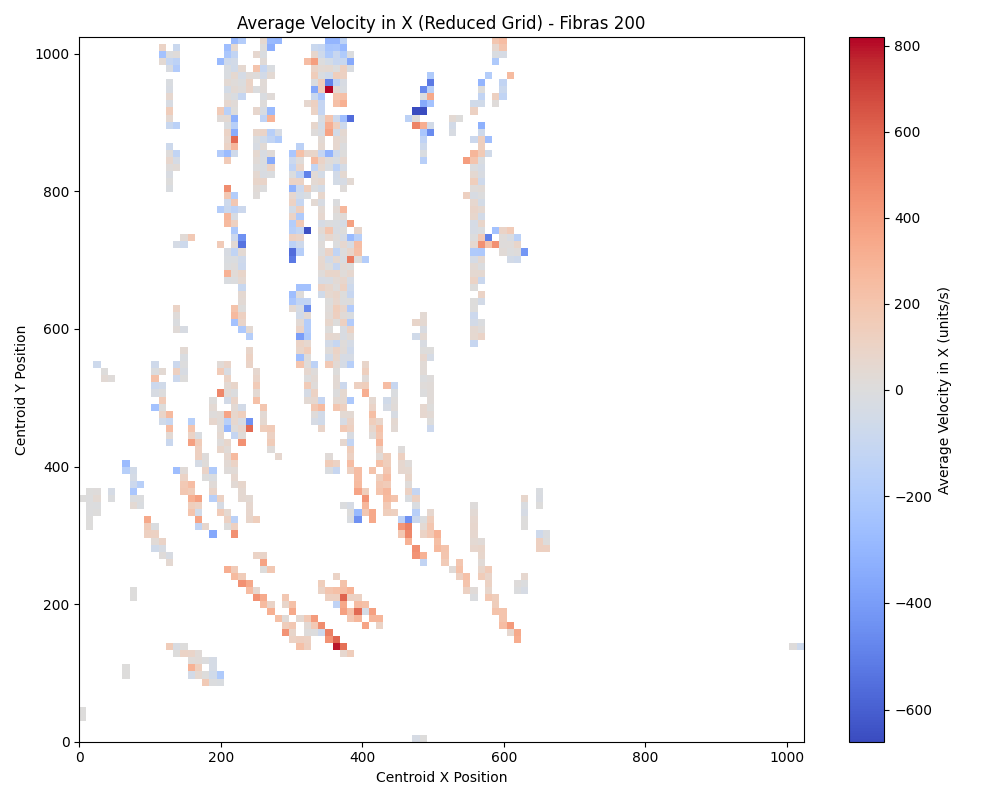 Average Velocity in X (Reduced Grid) - Fibras 200
Centroid Y Position
1000
800
600
400
200
0
0 200 400 600 800 1000
Centroid X Position
800
600
400
200
0
−200
−400
−600
Average Velocity in X (units/s)